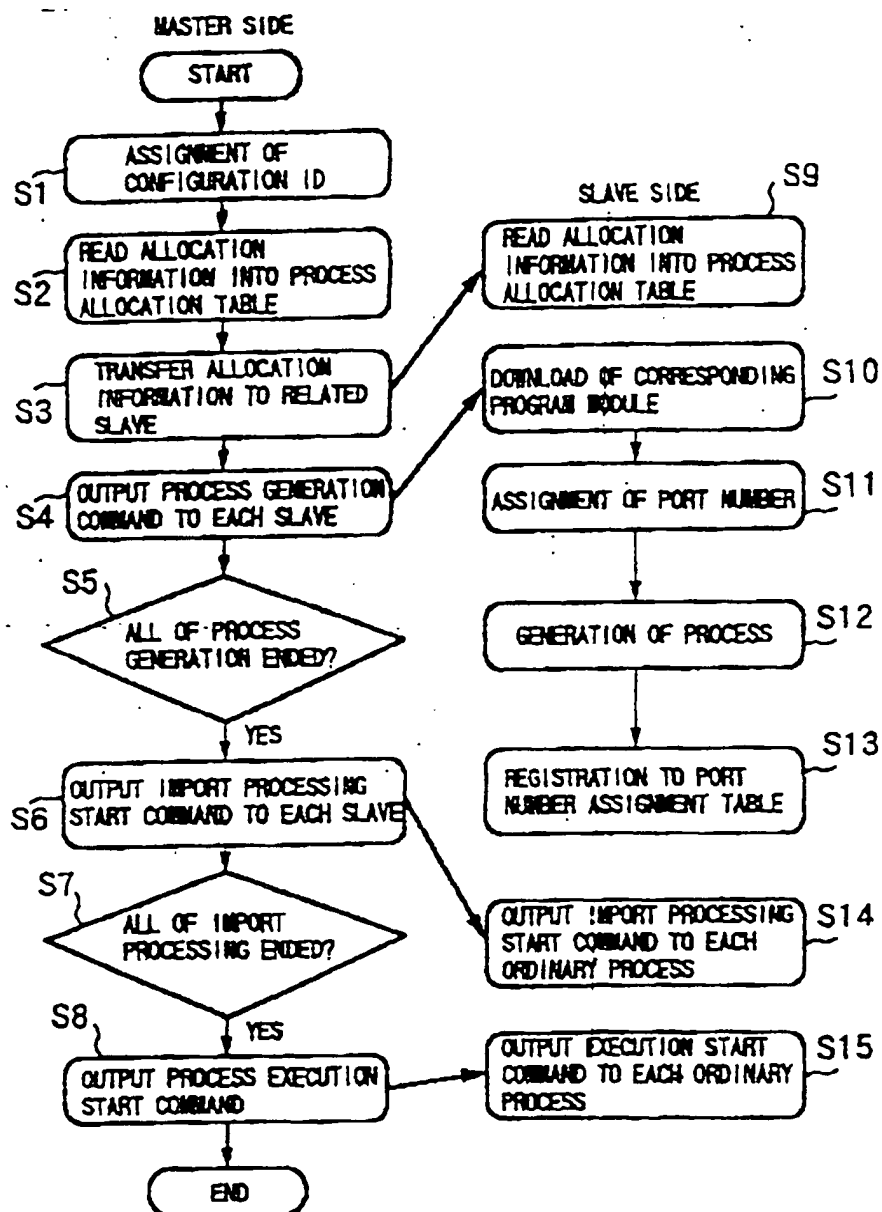 MASTER SIDE
START
ASSIGNMENT OF
CONFIGURATION ID
S1
READ ALLOCATION
INFORMATION INTO PROCESS
ALLOCATION TABLE
S2
TRANSFER ALLOCATION
INFORMATION TO RELATED
SLAVE
S3
OUTPUT PROCESS GENERATION
COMMAND TO EACH SLAVE
S4
S5
ALL OF PROCESS
GENERATION ENDED?
YES
OUTPUT IMPORT PROCESSING
START COMMAND TO EACH SLAVE
S6
S7
ALL OF IMPORT
PROCESSING ENDED?
YES
S8
OUTPUT PROCESS EXECUTION
START COMMAND
END
SLAVE SIDE
S9
READ ALLOCATION
INFORMATION INTO PROCESS
ALLOCATION TABLE
DOWNLOAD OF CORRESPONDING
PROGRAM MODULE
S10
ASSIGNMENT OF PORT NUMBER
S11
GENERATION OF PROCESS
S12
REGISTRATION TO PORT
NUMBER ASSIGNMENT TABLE
S13
OUTPUT IMPORT PROCESSING
START COMMAND TO EACH
ORDINARY PROCESS
S14
OUTPUT EXECUTION START
COMMAND TO EACH ORDINARY
PROCESS
S15